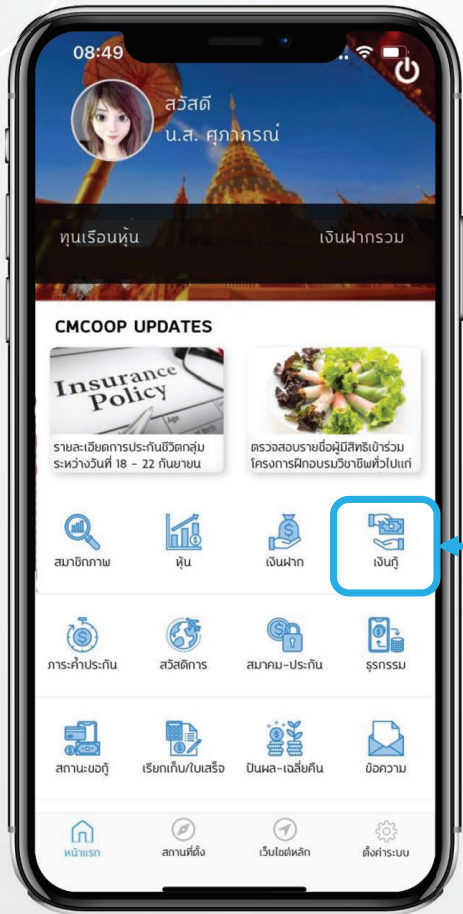 08:49
สวัสดี
น.ส. ศุภาภรณ์
ทุนเรือนหุ้น
เงินฝากรวม
CMCOOP UPDATES
Insurance
Policy
Age
รายละเอียดการประกันชีวิตกลุ่ม
ระหว่างวันที่ 18 - 22 กันยายน
ตรวจสอบรายชื่อผู้มีสิทธิเข้าร่วม
โครงการฝึกอบรมวิชาชีพทั่วไปแก่
สมาชิกภาพ
หุ้น
เงินฝาก
เงินกู้
ภาระค้ำประกัน
สวัสดิการ
สมาคม-ประกัน
ธุรกรรม
สถานะขอกู้
เรียกเก็บ/ใบเสร็จ
ปันผล-เฉลี่ยคืน
ข้อความ
หน้าแรก
สถานที่ตั้ง
เว็บไซต์หลัก
ตั้งค่าระบบ